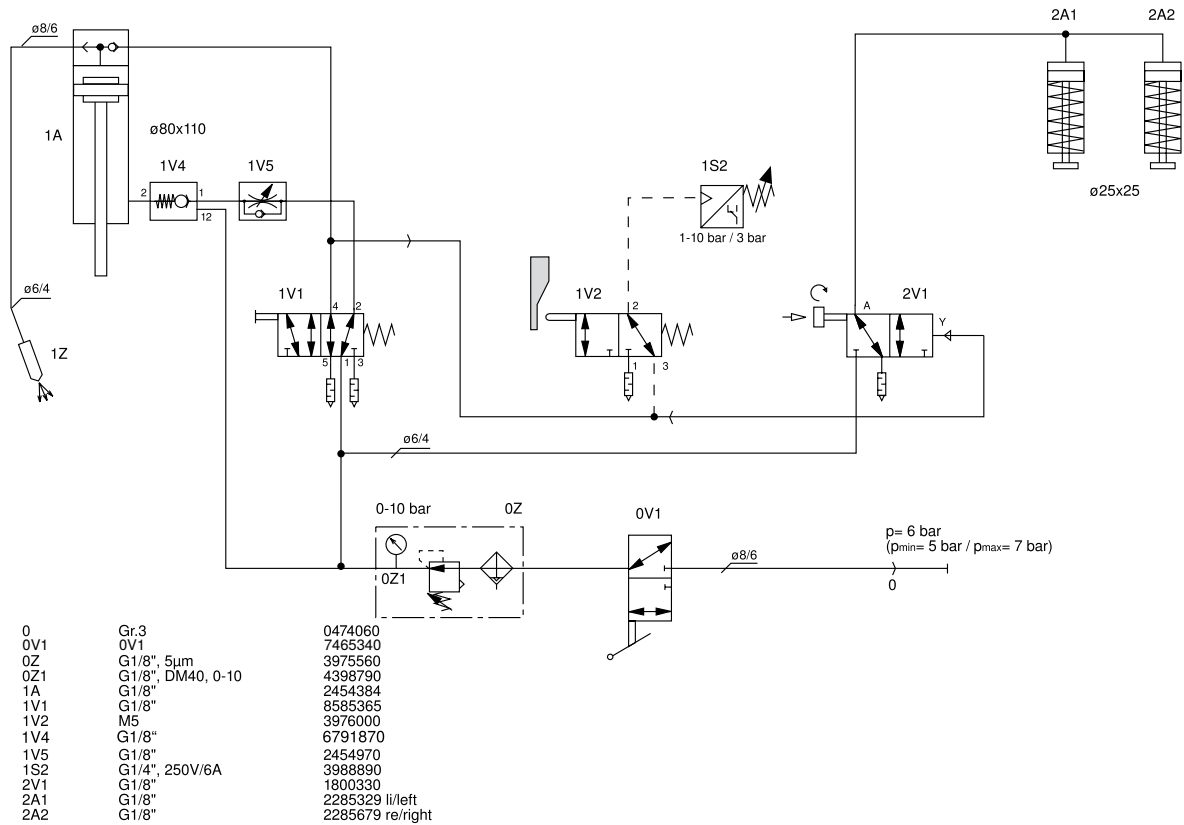 2A1 2A2
ø8/6
1A
ø80x110
1V4 1V5
2 1
12
1S2
1-10 bar / 3 bar
ø25x25
ø6/4
1Z
1V1
4 2
5 1 3
1V2
2
1 3
2V1
A
Y
ø6/4
0-10 bar 0Z
0Z1
0V1
ø8/6
p= 6 bar
(pmin= 5 bar / pmax= 7 bar)
0
0 Gr.3 0474060
0V1 0V1 7465340
0Z G1/8", 5µm 3975560
0Z1 G1/8", DM40, 0-10 4398790
1A G1/8" 2454384
1V1 G1/8" 8585365
1V2 M5 3976000
1V4 G1/8“ 6791870
1V5 G1/8" 2454970
1S2 G1/4", 250V/6A 3988890
2V1 G1/8" 1800330
2A1 G1/8" 2285329 li/left
2A2 G1/8" 2285679 re/right